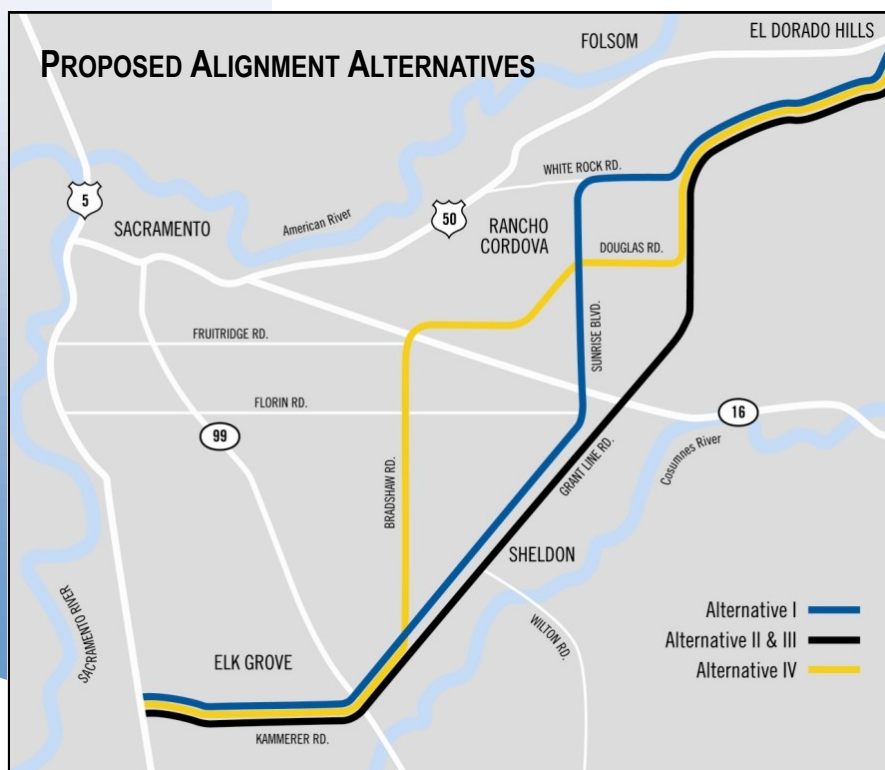 EL DORADO HILLS
FOLSOM
PROPOSED ALIGNMENT ALTERNATIVES
WHITE ROCK RD.
5
American River
50
SACRAMENTO
RANCHO
CORDOVA
DOUGLAS RD.
FRUITRIDGE RD.
SUNRISE BLVD.
FLORIN RD.
16
99
Cosumnes River
GRANT LINE RD.
BRADSHAW RD.
SHELDON
SACRAMENTO RIVER
WILTON RD.
Alternative I
Alternative II & III
Alternative IV
ELK GROVE
KAMMERER RD.